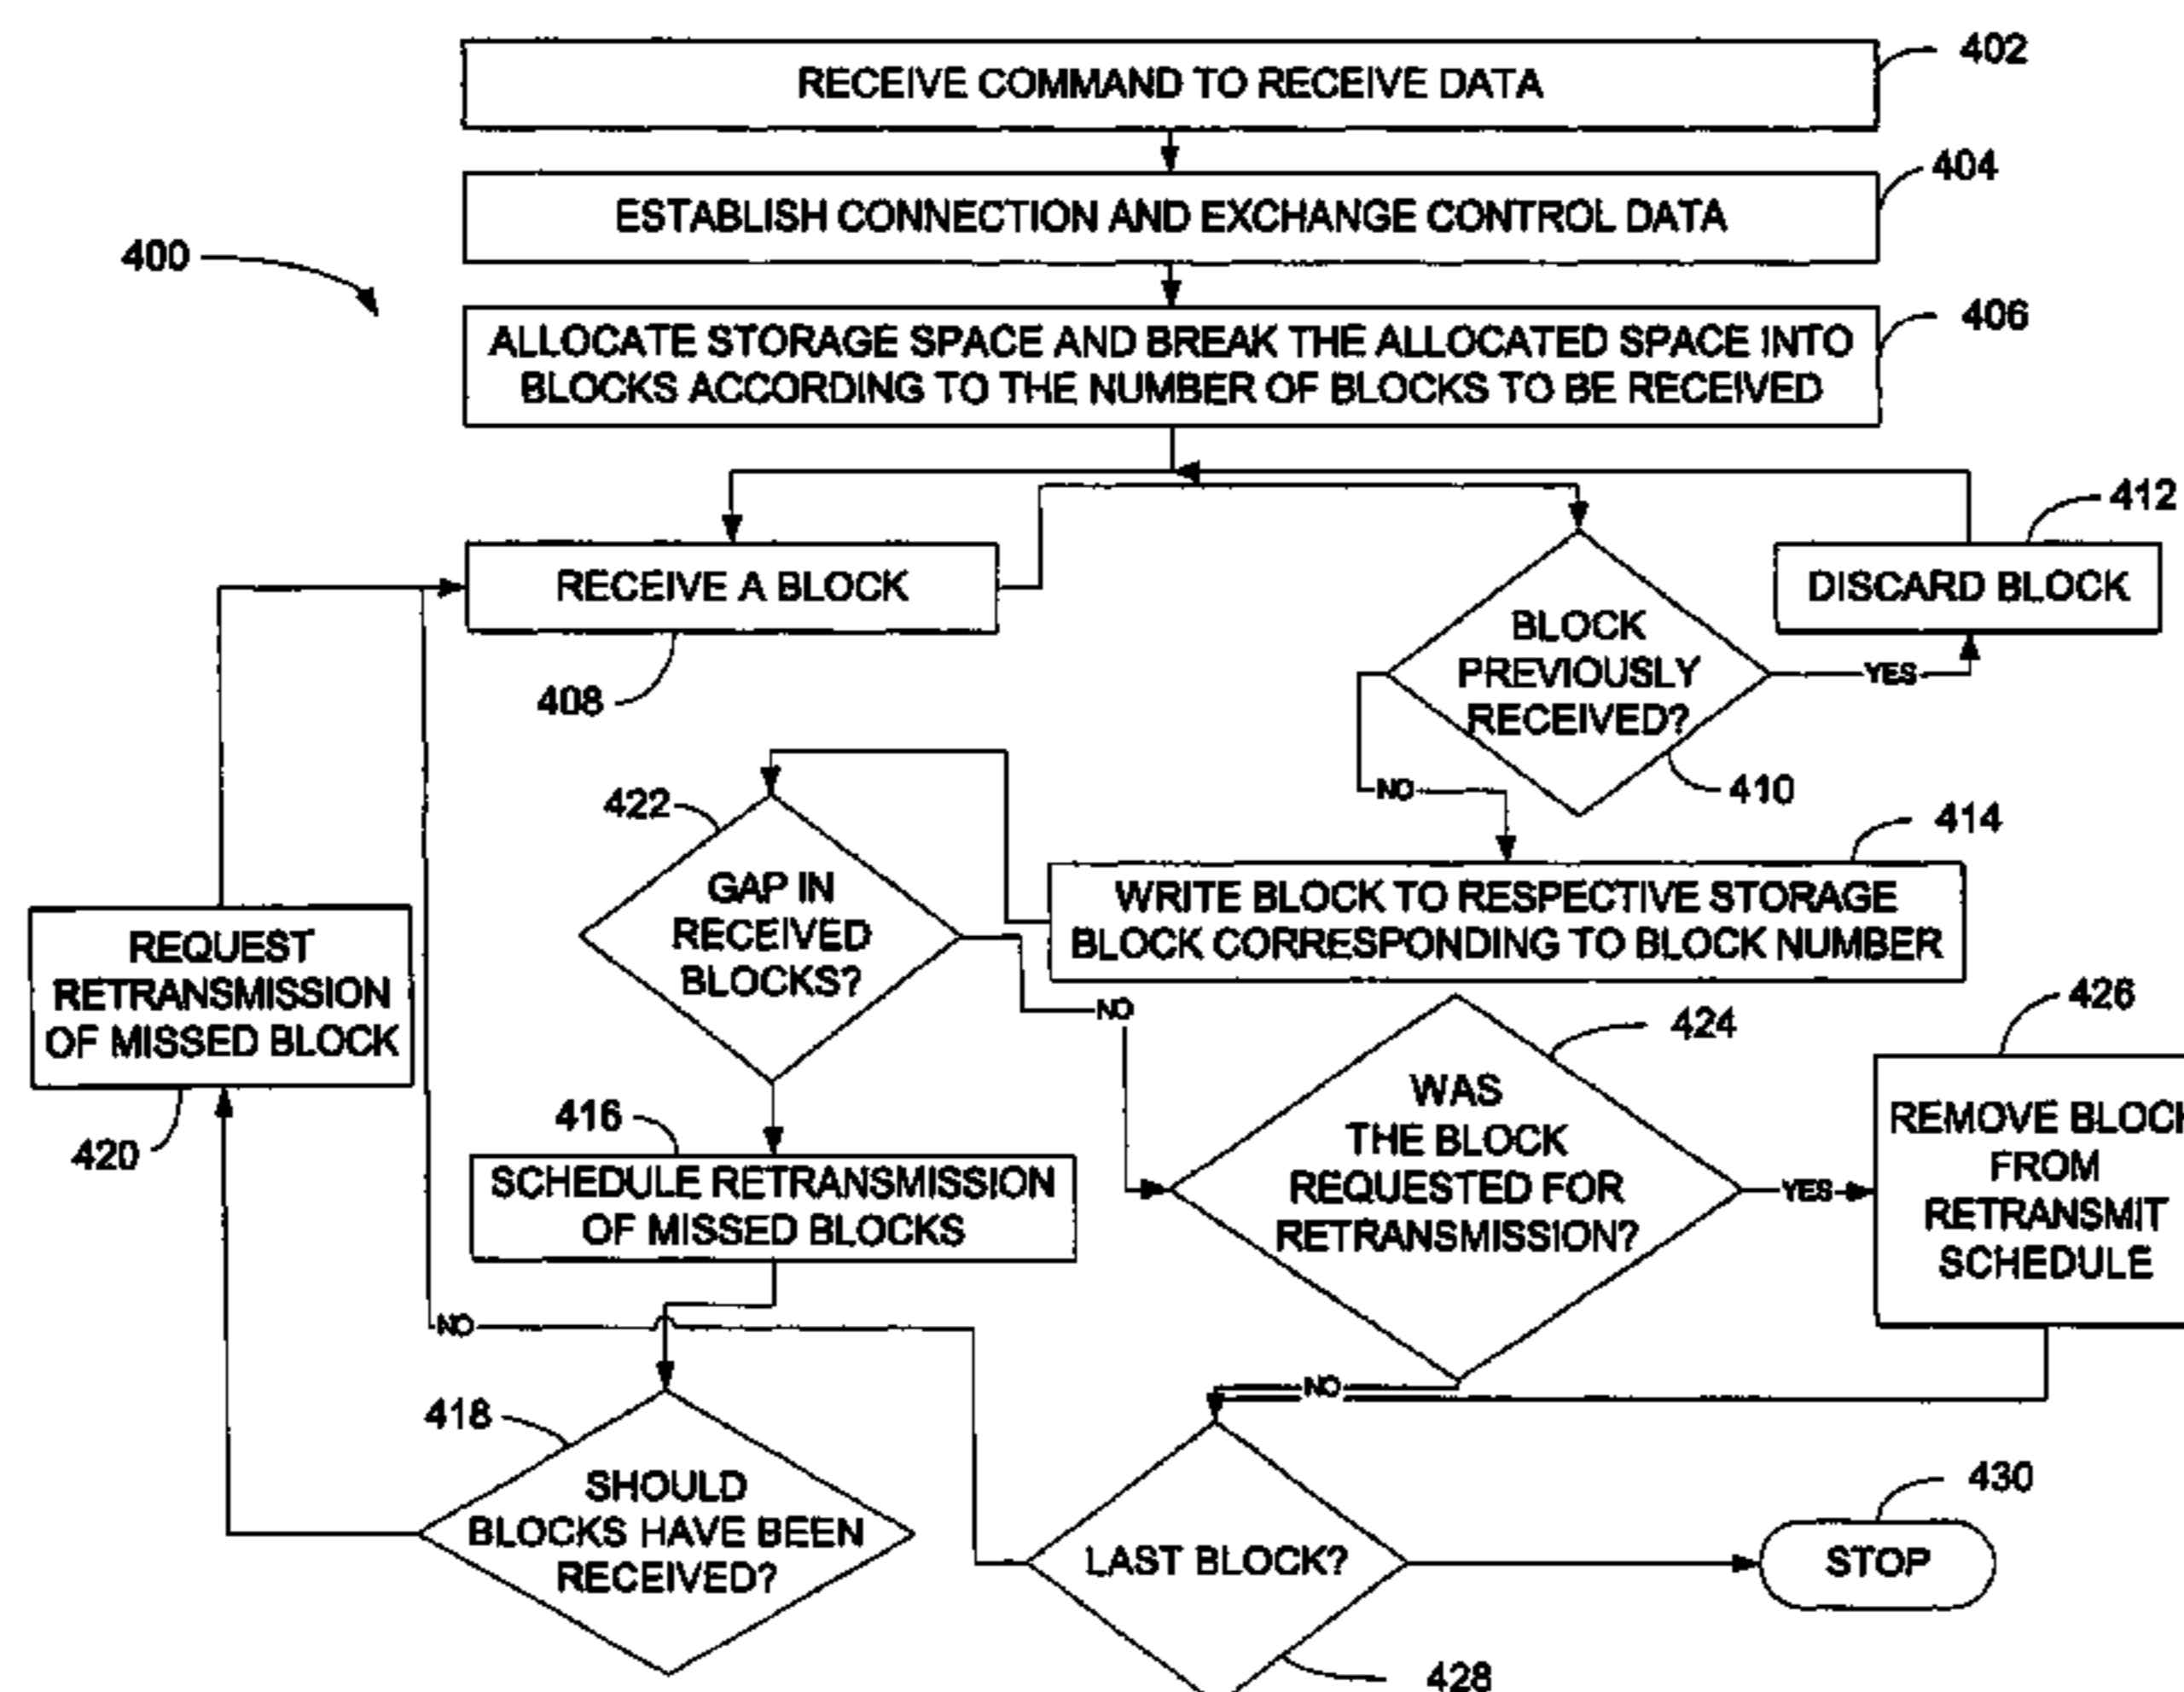 402
RECEIVE COMMAND TO RECEIVE DATA
404
ESTABLISH CONNECTION AND EXCHANGE CONTROL DATA
400
406
ALLOCATE STORAGE SPACE AND BREAK THE ALLOCATED SPACE INTO
BLOCKS ACCORDING TO THE NUMBER OF BLOCKS TO BE RECEIVED
412
RECEIVE A BLOCK
DISCARD BLOCK
408
BLOCK
PREVIOUSLY
RECEIVED?
YES
NO
410
422
414
GAP IN
RECEIVED
BLOCKS?
WRITE BLOCK TO RESPECTIVE STORAGE
BLOCK CORRESPONDING TO BLOCK NUMBER
REQUEST
RETRANSMISSION
OF MISSED BLOCK
NO
424
426
420
416
SCHEDULE RETRANSMISSION
OF MISSED BLOCKS
WAS
THE BLOCK
REQUESTED FOR
RETRANSMISSION?
YES
REMOVE BLOCK
FROM
RETRANSMIT
SCHEDULE
NO
NO
418
SHOULD
BLOCKS HAVE BEEN
RECEIVED?
LAST BLOCK?
430
STOP
428